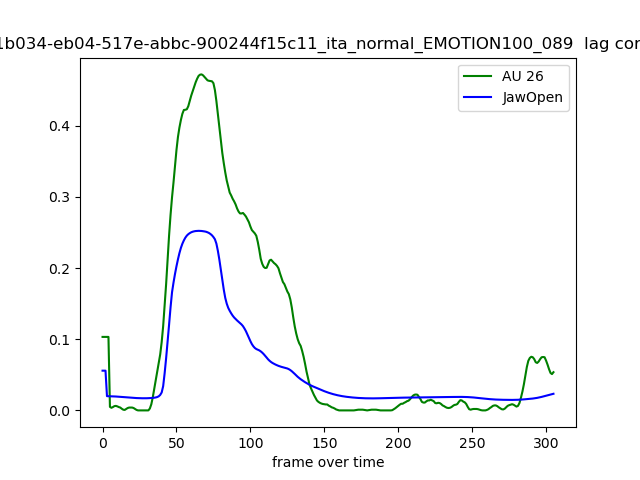 1b034-eb04-517e-abbc-900244f15c11_ita_normal_EMOTION100_089 lag cor
AU 26
JawOpen
0.4
0.3
0.2
0.1
0.0
0 50 100 150 200 250 300
frame over time